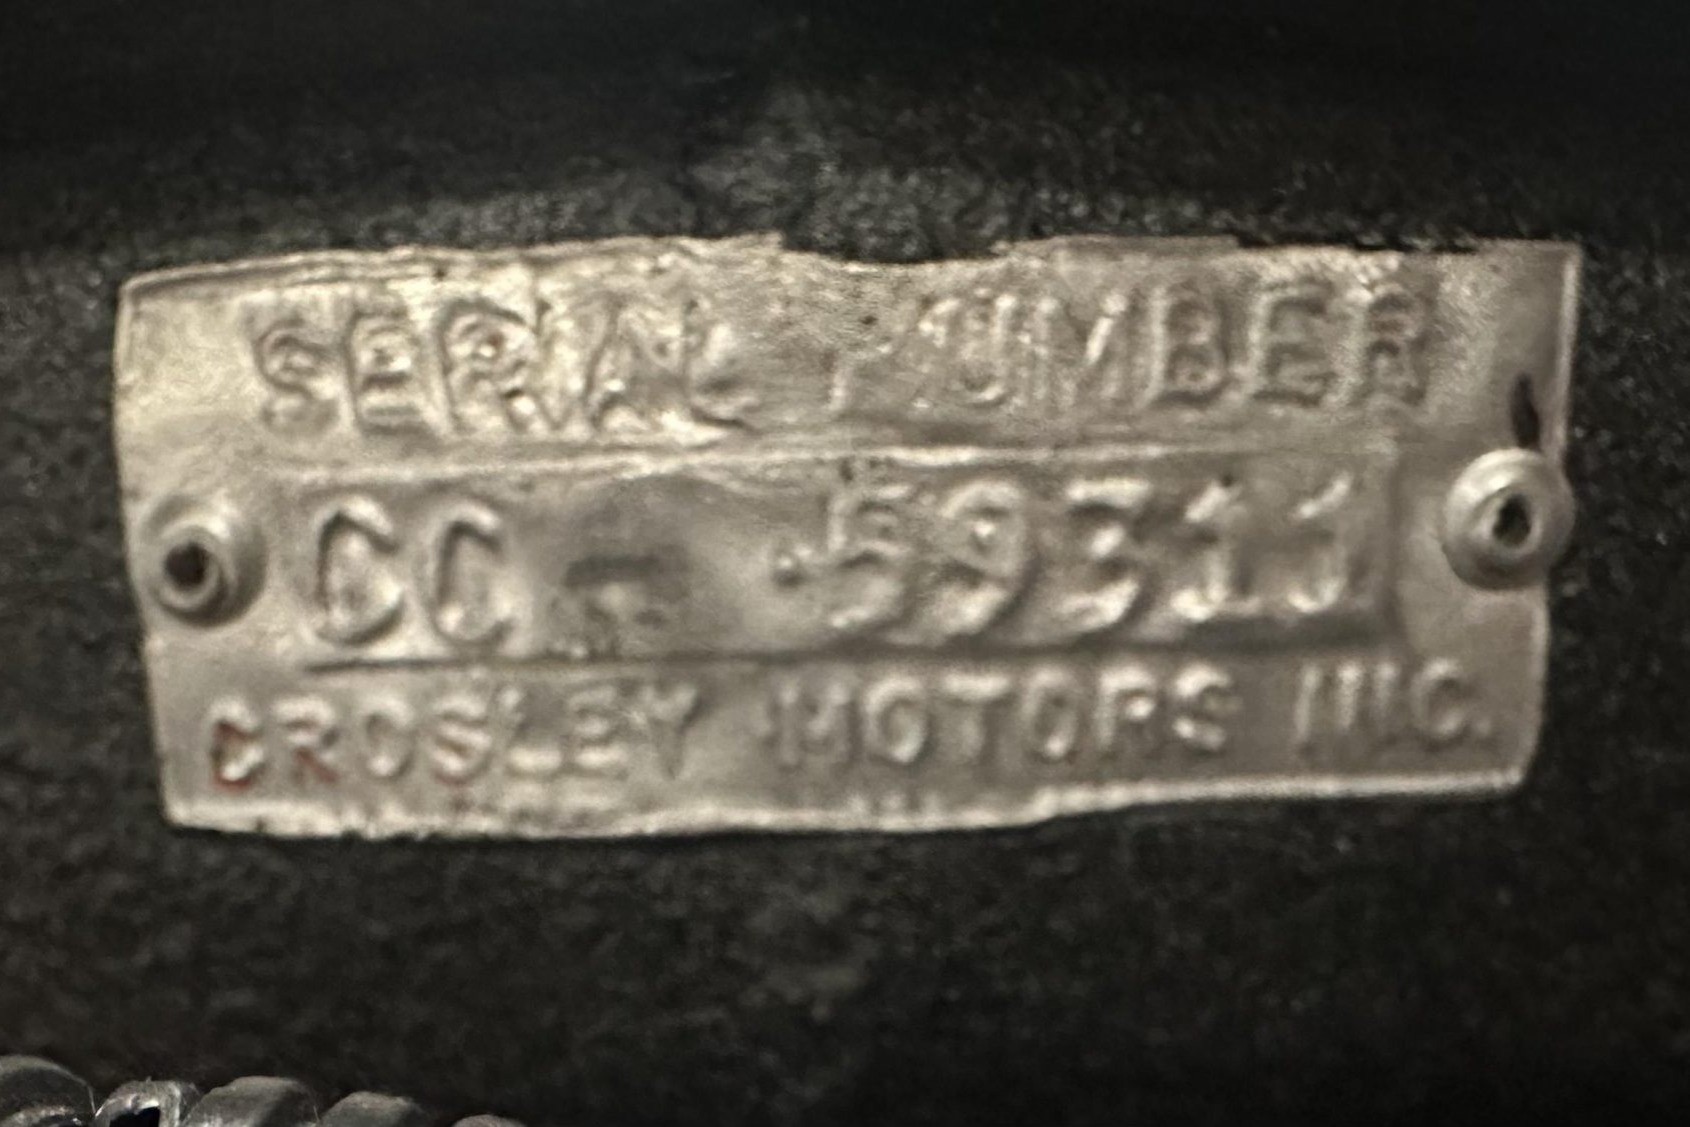 SERIAL NUMBER
CC - 59311
CROSLEY MOTORS INC.